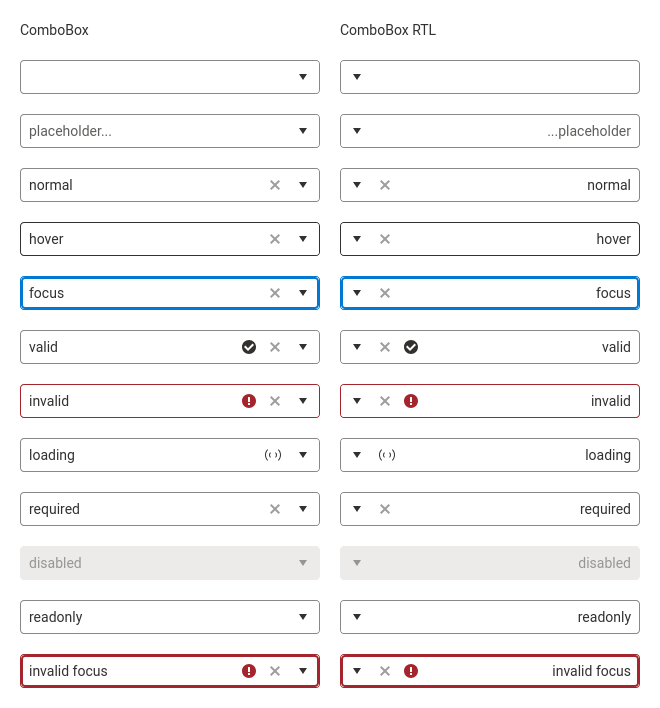 ComboBox
ComboBox RTL
placeholder...
...placeholder
normal
normal
hover
hover
focus
focus
valid
valid
invalid
invalid
loading
loading
required
required
disabled
disabled
readonly
readonly
invalid focus
invalid focus